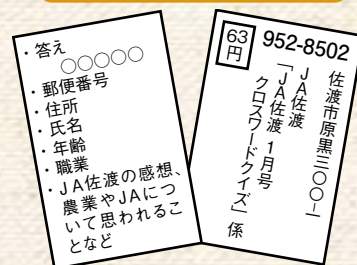 ・答え
○○○○○
・郵便番号
・住所
・氏名
・年齢
・職業
・JA佐渡の感想、
農業やJAにつ
いて思われるこ
となど
63
円
952-8502
佐渡市原黒三〇〇–一
JA佐渡
「JA佐渡 1月号
クロスワードクイズ」係